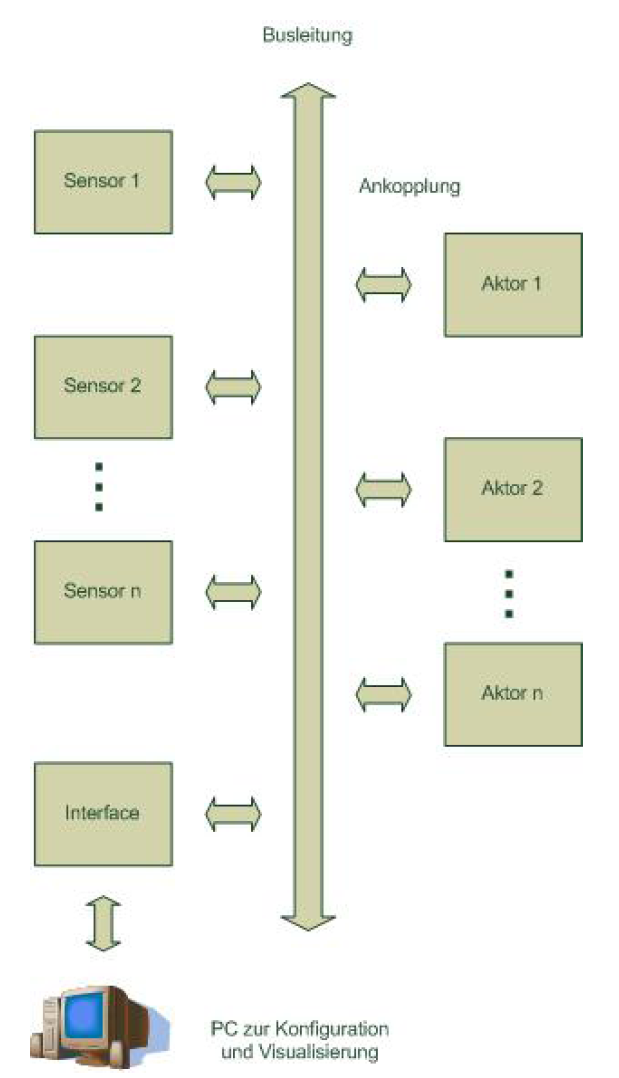 Busleitung
Sensor 1
Ankopplung
Aktor 1
Sensor 2
Aktor 2
Sensor n
Aktor n
Interface
PC zur Konfiguration
und Visualisierung